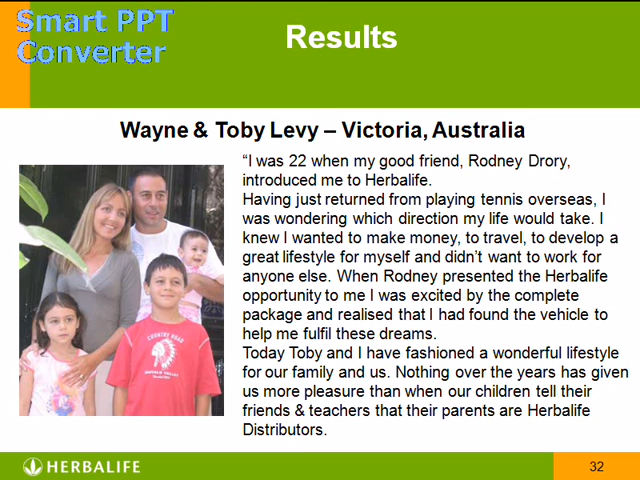 Smart PPT
Converter
Results
Wayne & Toby Levy – Victoria, Australia
“I was 22 when my good friend, Rodney Drory,
introduced me to Herbalife.
Having just returned from playing tennis overseas, I
was wondering which direction my life would take. I
knew I wanted to make money, to travel, to develop a
great lifestyle for myself and didn’t want to work for
anyone else. When Rodney presented the Herbalife
opportunity to me I was excited by the complete
package and realised that I had found the vehicle to
help me fulfil these dreams.
Today Toby and I have fashioned a wonderful lifestyle
for our family and us. Nothing over the years has given
us more pleasure than when our children tell their
friends & teachers that their parents are Herbalife
Distributors.
COUNTRY ROAD
HERBALIFE
32